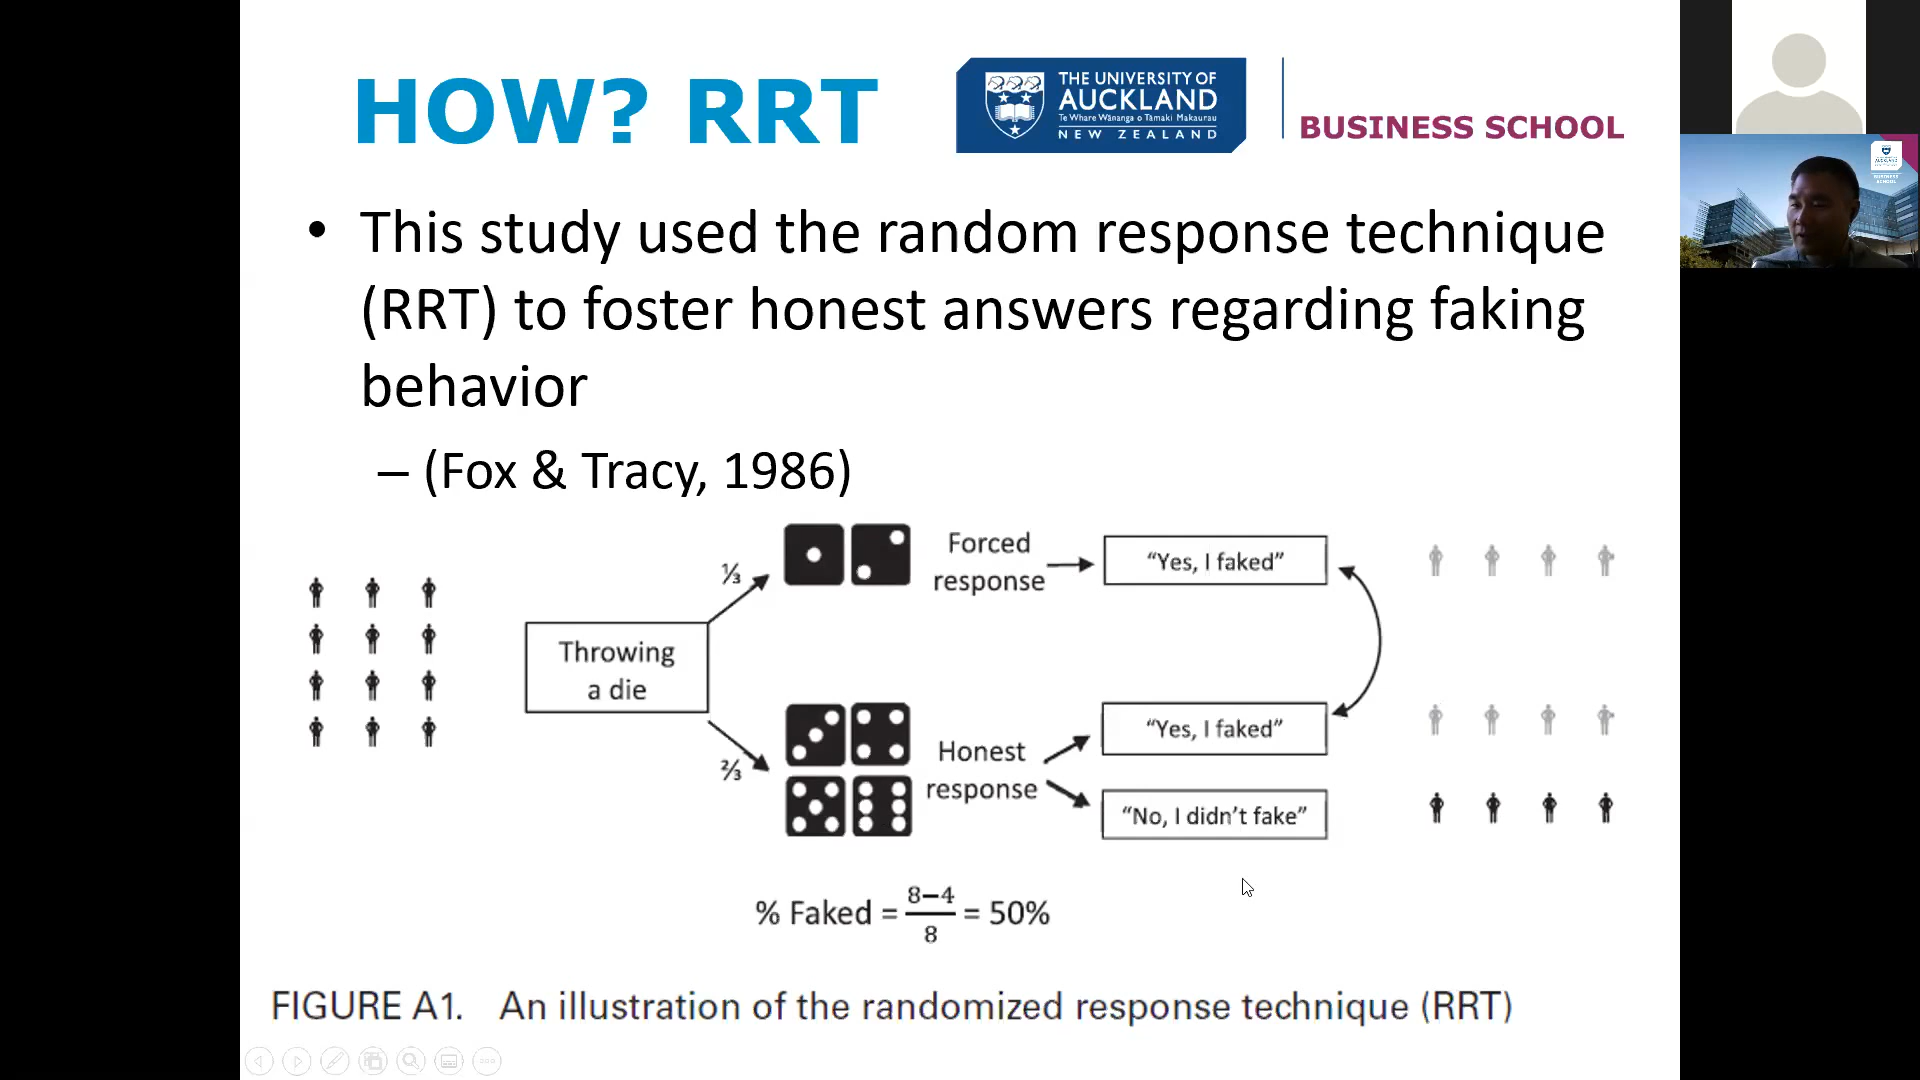 HOW? RRT
THE UNIVERSITY OF
AUCKLAND
Te Whare Wānanga o Tāmaki Makaurau
NEW ZEALAND
BUSINESS SCHOOL
• This study used the random response technique
(RRT) to foster honest answers regarding faking
behavior
– (Fox & Tracy, 1986)
Throwing
a die
⅓
Forced
response
“Yes, I faked”
⅔
Honest
response
“Yes, I faked”
“No, I didn’t fake”
% Faked = 8−4/8 = 50%
FIGURE A1. An illustration of the randomized response technique (RRT)
AUCKLAND
BUSINESS
SCHOOL